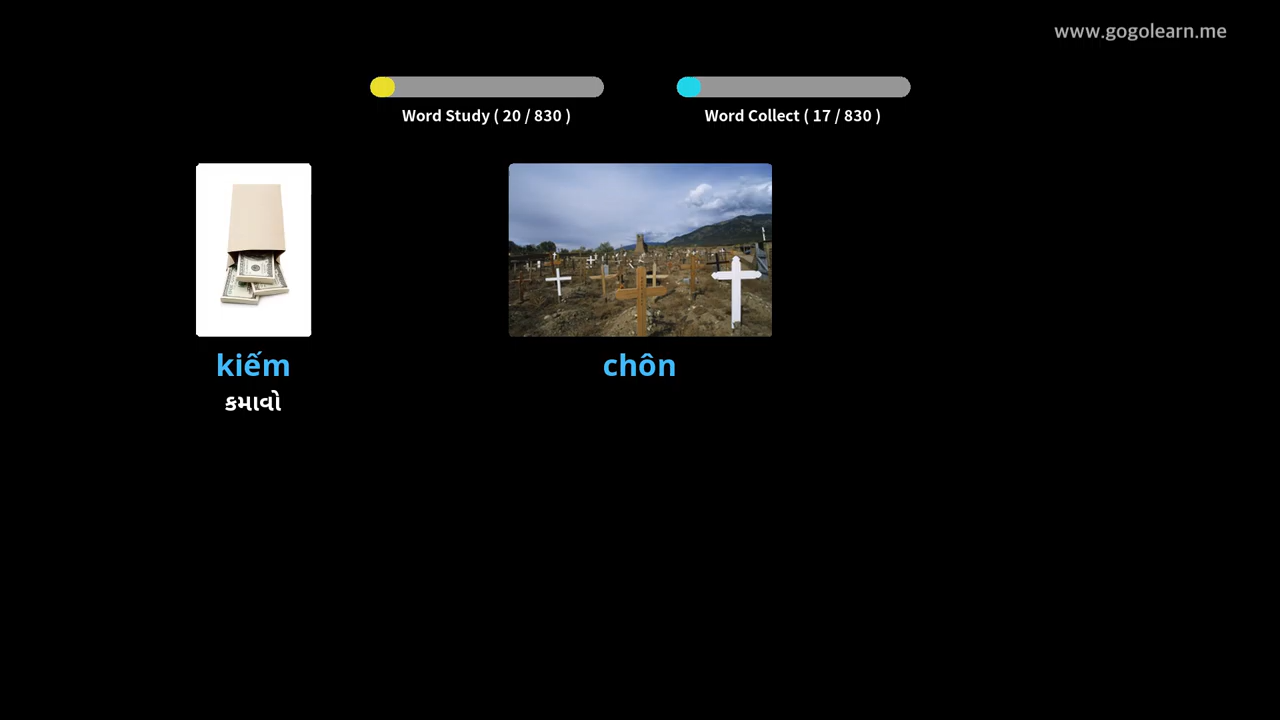 www.gogolearn.me
Word Study ( 20 / 830 )
Word Collect ( 17 / 830 )
kiếm
કમાવો
chôn